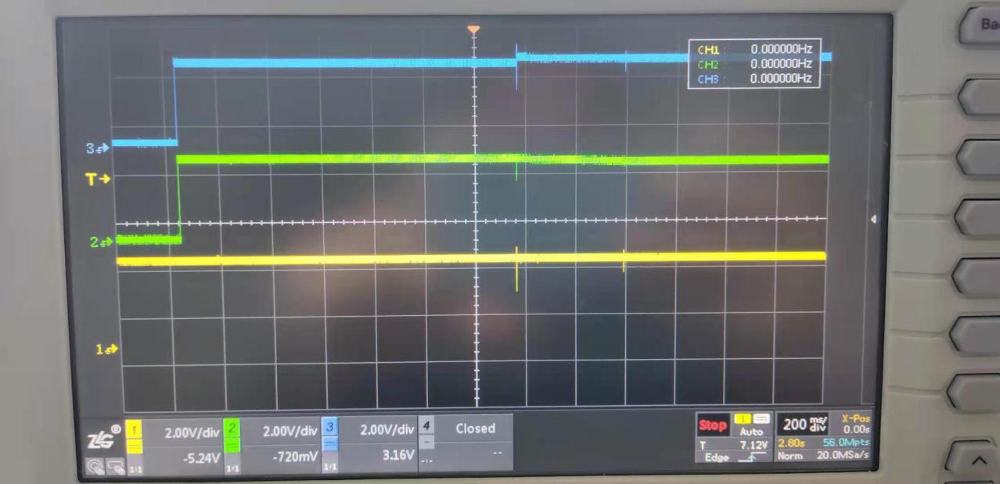 Ba
CH1 : 0.000000Hz
CH2 : 0.000000Hz
CH3 : 0.000000Hz
3
T
2
1
ZLG®
1 2.00V/div 2 2.00V/div 3 2.00V/div 4 Closed
-5.24V -720mV 3.16V --
1:1 1:1 1:1 -:-
Stop 1 Auto
T 7.12V
Edge
200 ms/div X-Pos 0.00s
2.80s 56.0Mpts
Norm 20.0MSa/s